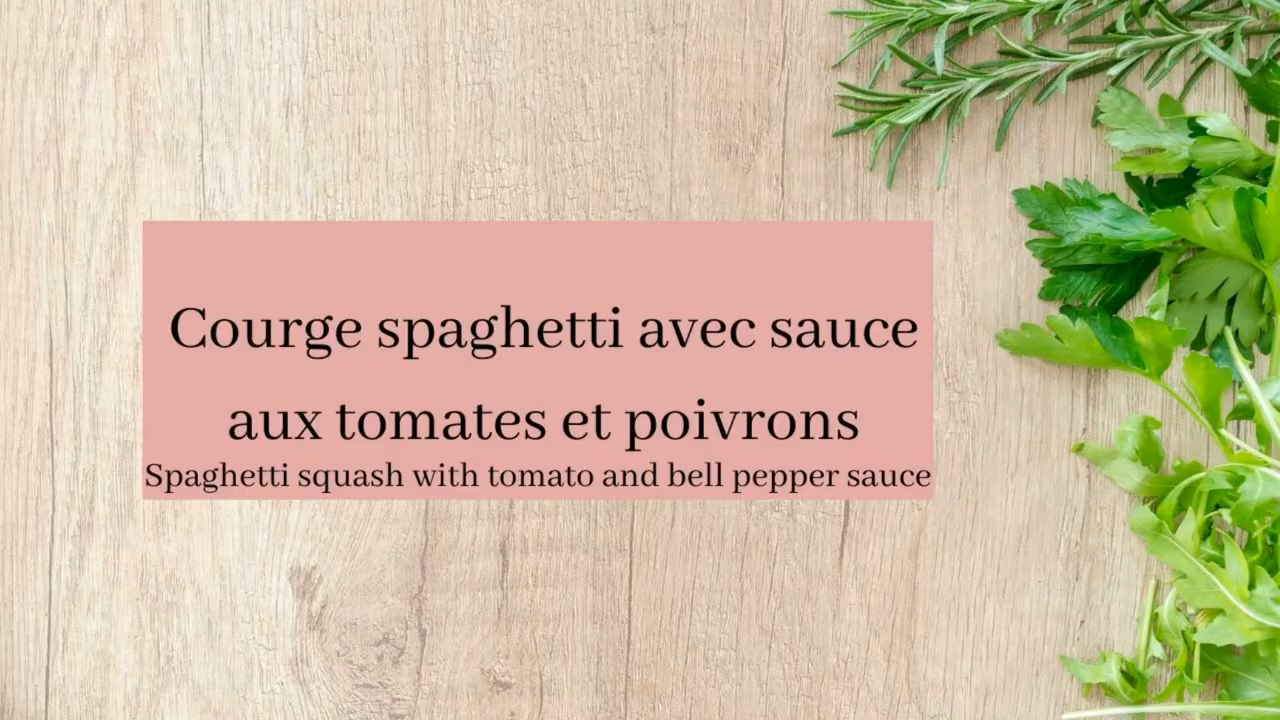 Courge spaghetti avec sauce
aux tomates et poivrons
Spaghetti squash with tomato and bell pepper sauce